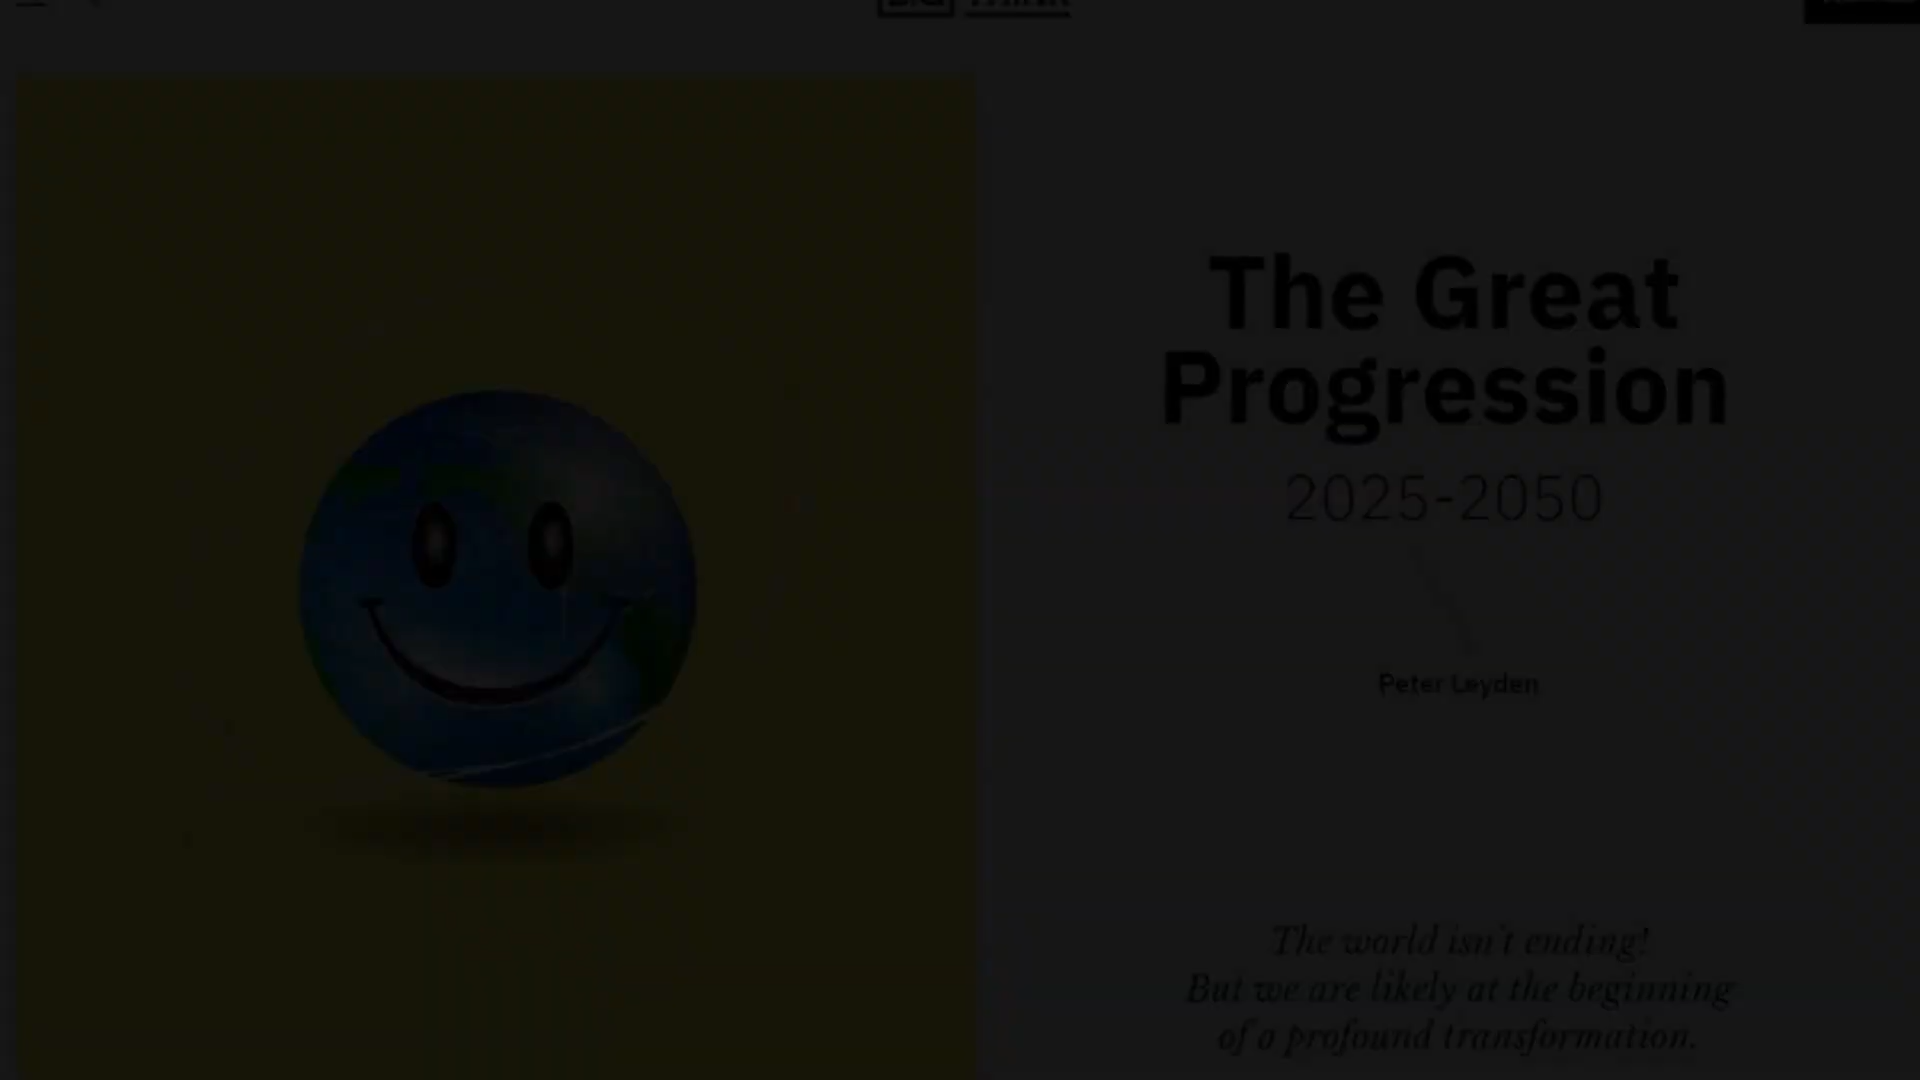 The Great
Progression
2025-2050
Peter Leyden
The world isn't ending!
But we are likely at the beginning
of a profound transformation.